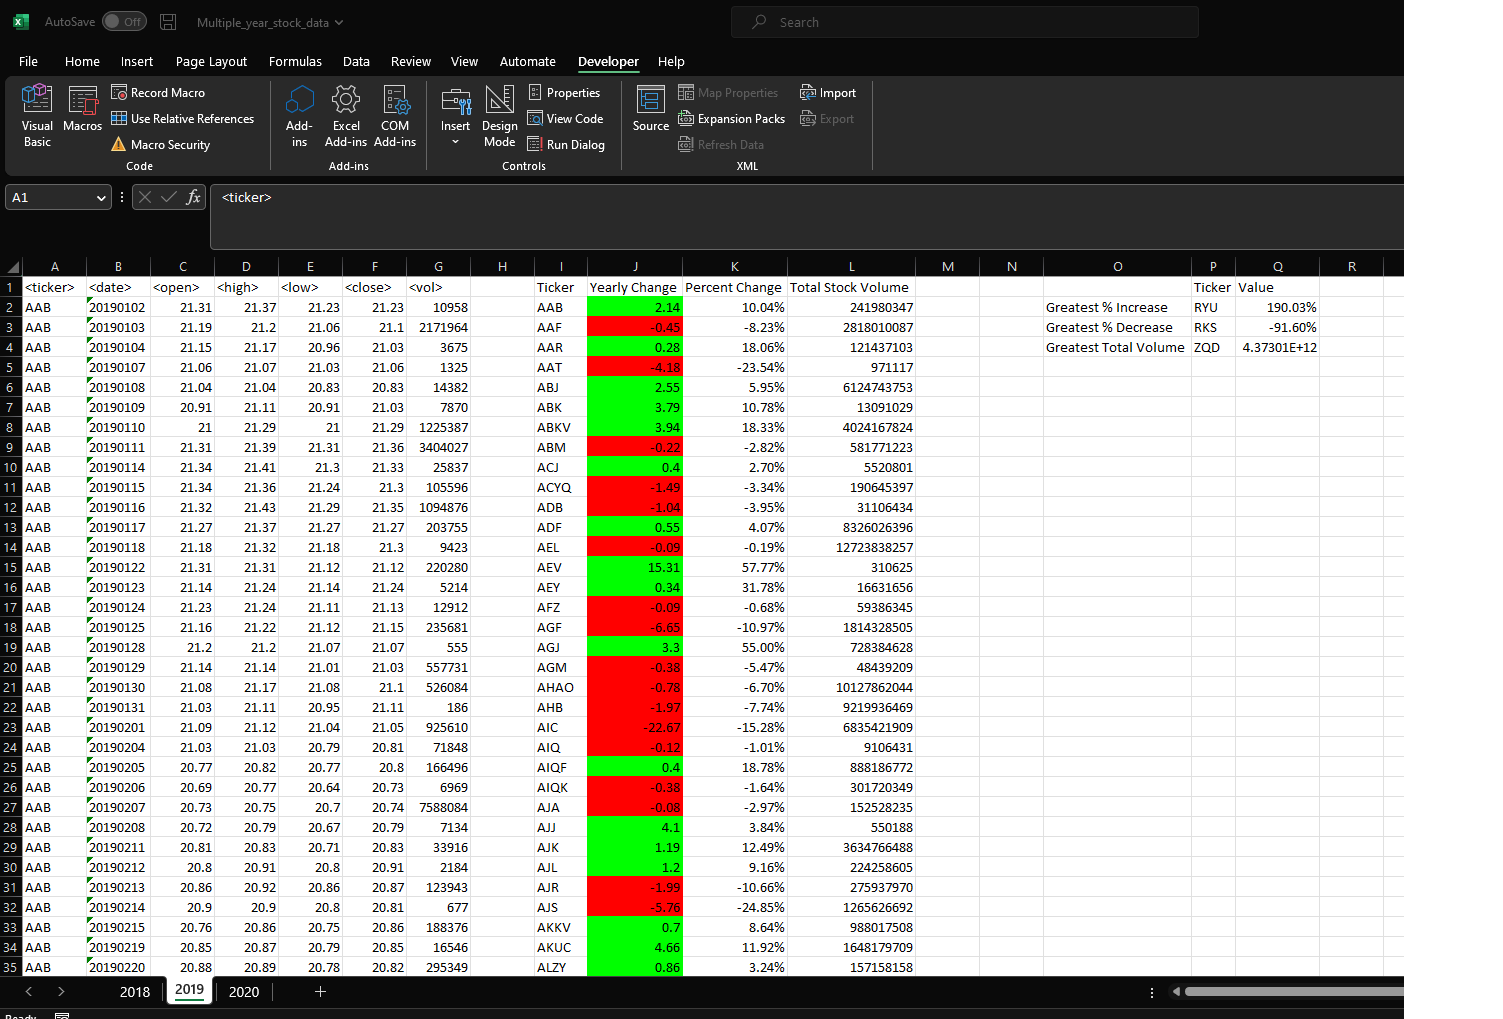 AutoSave Off Multiple_year_stock_data Search
File Home Insert Page Layout Formulas Data Review View Automate Developer Help
Visual Basic
Macros
Record Macro
Use Relative References
Macro Security
Code
Add-ins
Excel Add-ins
COM Add-ins
Add-ins
Insert
Design Mode
Properties
View Code
Run Dialog
Controls
Source
Map Properties
Expansion Packs
Refresh Data
Import
Export
XML
A1 fx <ticker>
A B C D E F G H I J K L M N O P Q R
1 <ticker> <date> <open> <high> <low> <close> <vol> Ticker Yearly Change Percent Change Total Stock Volume Ticker Value
2 AAB 20190102 21.31 21.37 21.23 21.23 10958 AAB 2.14 10.04% 241980347 Greatest % Increase RYU 190.03%
3 AAB 20190103 21.19 21.2 21.06 21.1 2171964 AAF -0.45 -8.23% 2818010087 Greatest % Decrease RKS -91.60%
4 AAB 20190104 21.15 21.17 20.96 21.03 3675 AAR 0.28 18.06% 121437103 Greatest Total Volume ZQD 4.37301E+12
5 AAB 20190107 21.06 21.07 21.03 21.06 1325 AAT -4.18 -23.54% 971117
6 AAB 20190108 21.04 21.04 20.83 20.83 14382 ABJ 2.55 5.95% 6124743753
7 AAB 20190109 20.91 21.11 20.91 21.03 7870 ABK 3.79 10.78% 13091029
8 AAB 20190110 21 21.29 21 21.29 1225387 ABKV 3.94 18.33% 4024167824
9 AAB 20190111 21.31 21.39 21.31 21.36 3404027 ABM -0.22 -2.82% 581771223
10 AAB 20190114 21.34 21.41 21.3 21.33 25837 ACJ 0.4 2.70% 5520801
11 AAB 20190115 21.34 21.36 21.24 21.3 105596 ACYQ -1.49 -3.34% 190645397
12 AAB 20190116 21.32 21.43 21.29 21.35 1094876 ADB -1.04 -3.95% 31106434
13 AAB 20190117 21.27 21.37 21.27 21.27 203755 ADF 0.55 4.07% 8326026396
14 AAB 20190118 21.18 21.32 21.18 21.3 9423 AEL -0.09 -0.19% 12723838257
15 AAB 20190122 21.31 21.31 21.12 21.12 220280 AEV 15.31 57.77% 310625
16 AAB 20190123 21.14 21.24 21.14 21.24 5214 AEY 0.34 31.78% 16631656
17 AAB 20190124 21.23 21.24 21.11 21.13 12912 AFZ -0.09 -0.68% 59386345
18 AAB 20190125 21.16 21.22 21.12 21.15 235681 AGF -6.65 -10.97% 1814328505
19 AAB 20190128 21.2 21.2 21.07 21.07 555 AGJ 3.3 55.00% 728384628
20 AAB 20190129 21.14 21.14 21.01 21.03 557731 AGM -0.38 -5.47% 48439209
21 AAB 20190130 21.08 21.17 21.08 21.1 526084 AHAO -0.78 -6.70% 10127862044
22 AAB 20190131 21.03 21.11 20.95 21.11 186 AHB -1.97 -7.74% 9219936469
23 AAB 20190201 21.09 21.12 21.04 21.05 925610 AIC -22.67 -15.28% 6835421909
24 AAB 20190204 21.03 21.03 20.79 20.81 71848 AIQ -0.12 -1.01% 9106431
25 AAB 20190205 20.77 20.82 20.77 20.8 166496 AIQF 0.4 18.78% 888186772
26 AAB 20190206 20.69 20.77 20.64 20.73 6969 AIQK -0.38 -1.64% 301720349
27 AAB 20190207 20.73 20.75 20.7 20.74 7588084 AJA -0.08 -2.97% 152528235
28 AAB 20190208 20.72 20.79 20.67 20.79 7134 AJJ 4.1 3.84% 550188
29 AAB 20190211 20.81 20.83 20.71 20.83 33916 AJK 1.19 12.49% 3634766488
30 AAB 20190212 20.8 20.91 20.8 20.91 2184 AJL 1.2 9.16% 224258605
31 AAB 20190213 20.86 20.92 20.86 20.87 123943 AJR -1.99 -10.66% 275937970
32 AAB 20190214 20.9 20.9 20.8 20.81 677 AJS -5.76 -24.85% 1265626692
33 AAB 20190215 20.76 20.86 20.75 20.86 188376 AKKV 0.7 8.64% 988017508
34 AAB 20190219 20.85 20.87 20.79 20.85 16546 AKUC 4.66 11.92% 1648179709
35 AAB 20190220 20.88 20.89 20.78 20.82 295349 ALZY 0.86 3.24% 157158158
2018 2019 2020
Ready